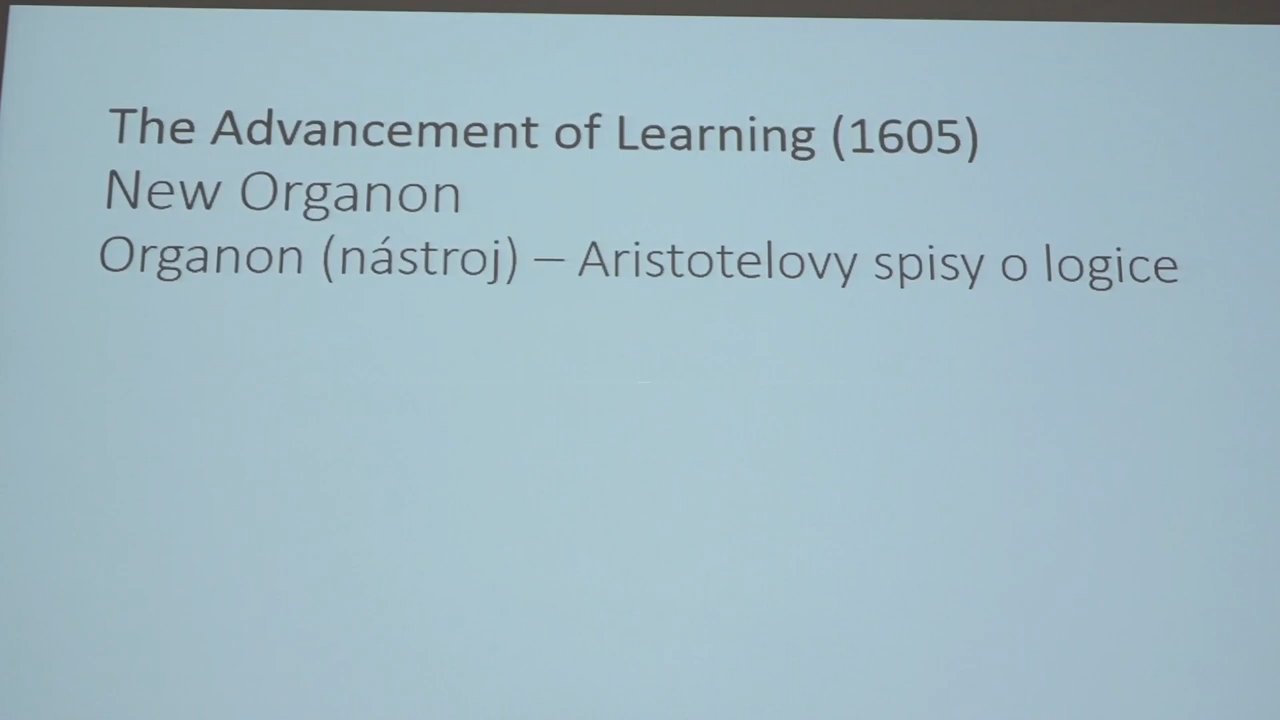 The Advancement of Learning (1605)
New Organon
Organon (nástroj) – Aristotelovy spisy o logice